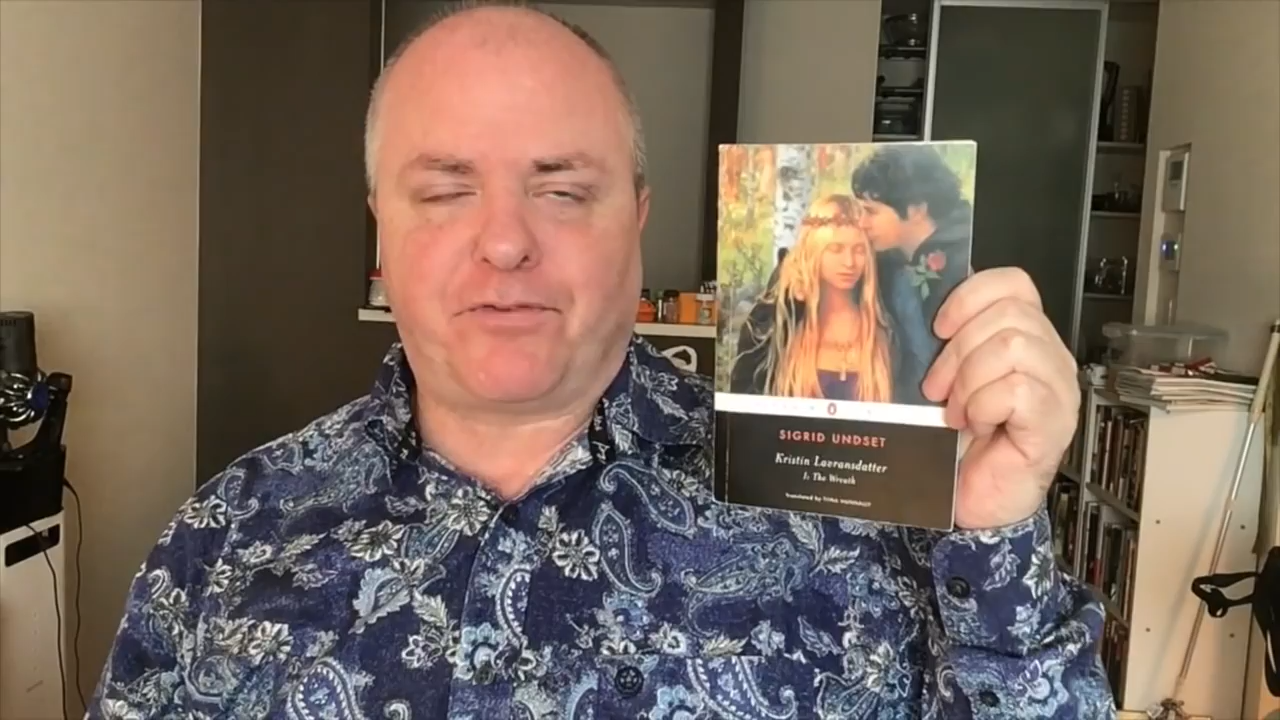 SIGRID UNDSET
Kristin Lavransdatter
I: The Wreath
Translated by TIINA NUNNALLY